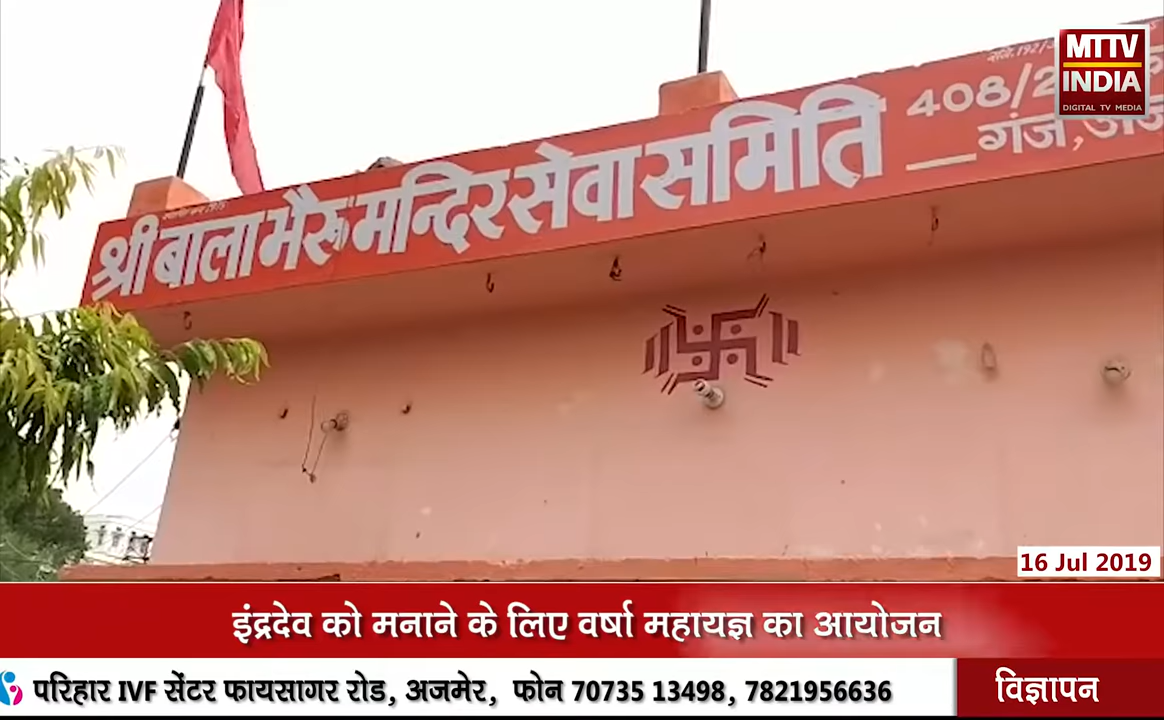 MTTV
INDIA
DIGITAL TV MEDIA
श्री बाला भैरू मन्दिर सेवा समिति
408/2
गंज,
16 Jul 2019
इंद्रदेव को मनाने के लिए वर्षा महायज्ञ का आयोजन
परिहार IVF सेंटर फायसागर रोड, अजमेर, फोन 70735 13498, 7821956636
विज्ञापन